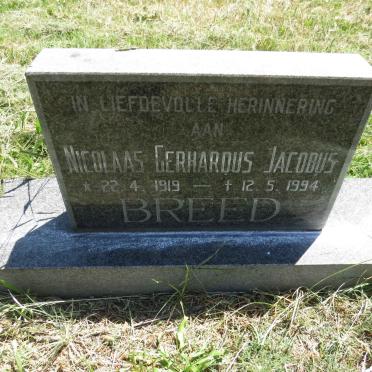 IN LIEFDEVOLLE HERINNERING
AAN
NICOLAAS GERHARDUS JACOBUS
* 22. 4. 1919 — † 12. 5. 1994
BREED